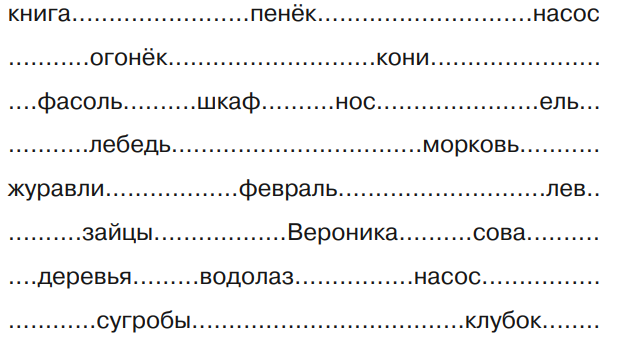 книга........................пенёк.............................насос
...........огонёк............................кони.......................
....фасоль..........шкаф..........нос......................ель...
...........лебедь..................................морковь...........
журавли..................февраль............................лев..
..........зайцы..................Вероника..........сова..........
....деревья.........водолаз................насос................
............сугробы.....................................клубок........